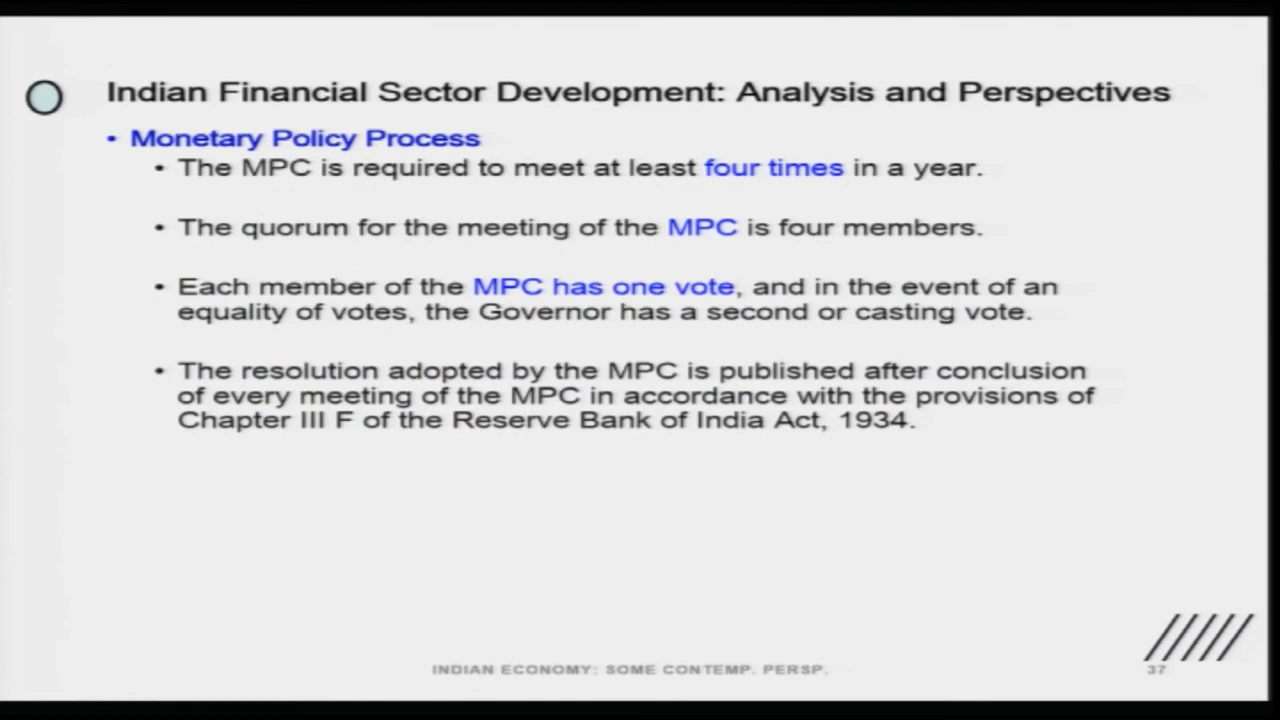 Indian Financial Sector Development: Analysis and Perspectives
• Monetary Policy Process
• The MPC is required to meet at least four times in a year.
• The quorum for the meeting of the MPC is four members.
• Each member of the MPC has one vote, and in the event of an
equality of votes, the Governor has a second or casting vote.
• The resolution adopted by the MPC is published after conclusion
of every meeting of the MPC in accordance with the provisions of
Chapter III F of the Reserve Bank of India Act, 1934.
INDIAN ECONOMY: SOME CONTEMP. PERSP.
37